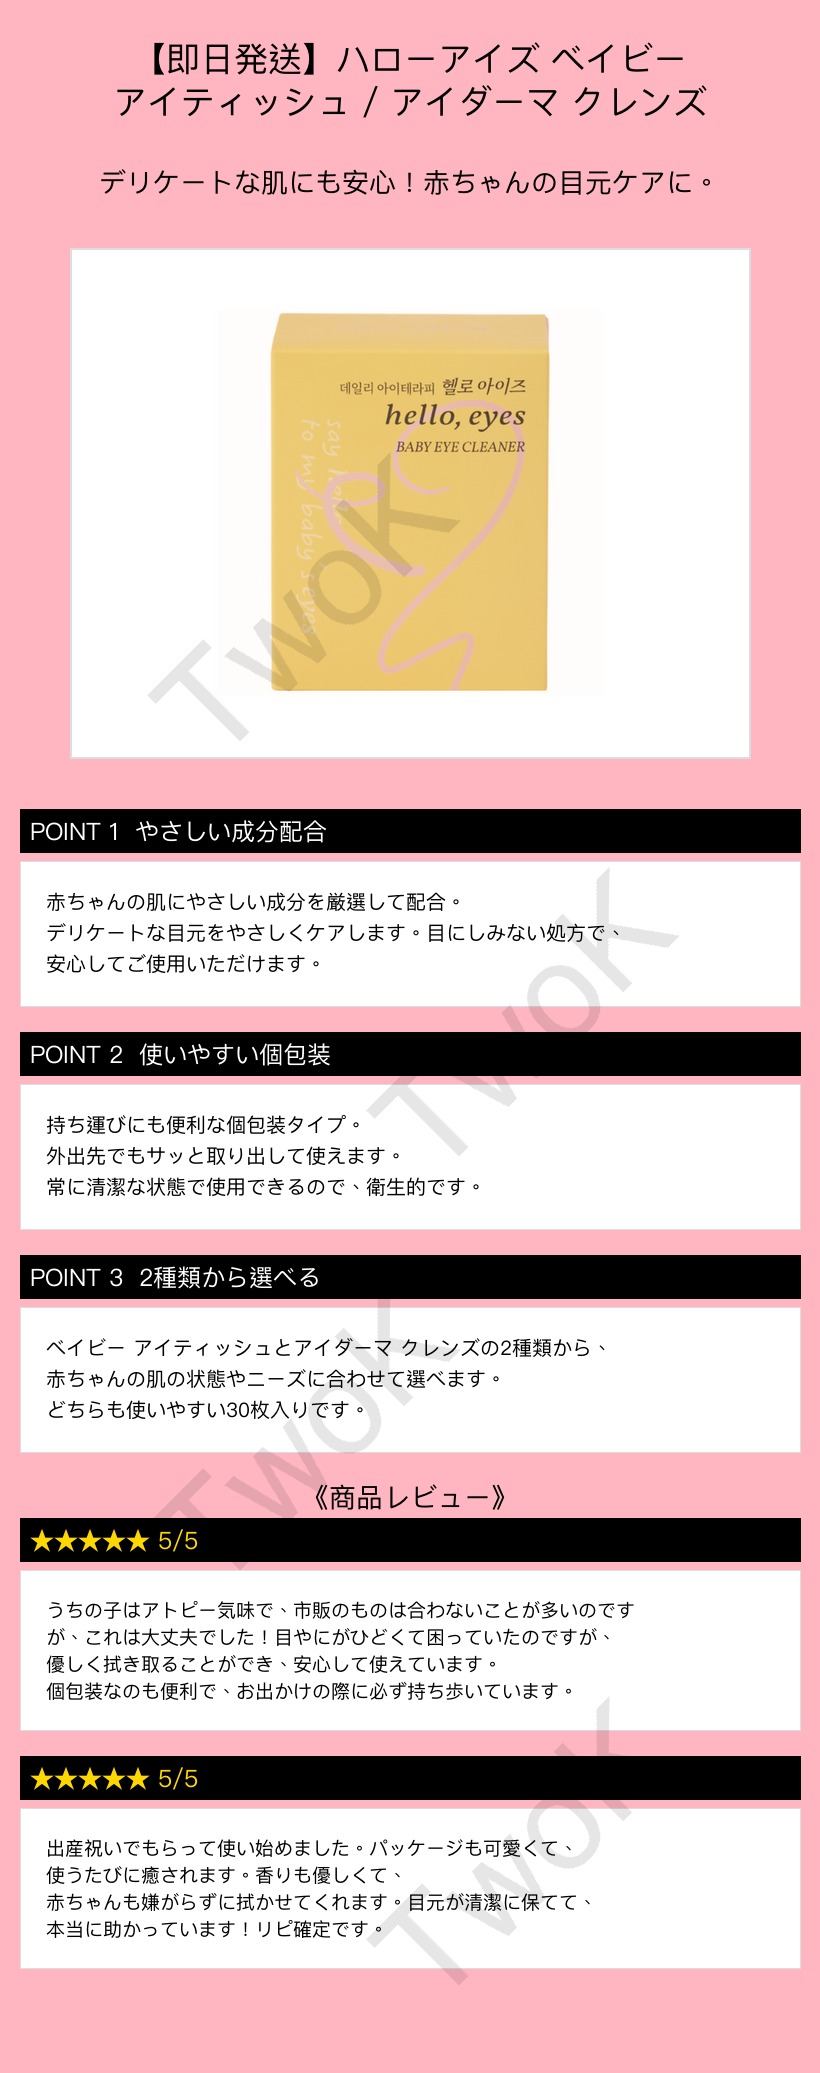 【即日発送】ハローアイズ ベイビー
アイティッシュ / アイダーマ クレンズ
デリケートな肌にも安心！赤ちゃんの目元ケアに。
데일리 아이테라피 헬로 아이즈
hello, eyes
BABY EYE CLEANER
say hello
to my baby's eyes
TwoK
POINT 1 やさしい成分配合
赤ちゃんの肌にやさしい成分を厳選して配合。
デリケートな目元をやさしくケアします。目にしみない処方で、
安心してご使用いただけます。
TwoK
POINT 2 使いやすい個包装
持ち運びにも便利な個包装タイプ。
外出先でもサッと取り出して使えます。
常に清潔な状態で使用できるので、衛生的です。
POINT 3 2種類から選べる
ベイビー アイティッシュとアイダーマ クレンズの2種類から、
赤ちゃんの肌の状態やニーズに合わせて選べます。
どちらも使いやすい30枚入りです。
TwoK
《商品レビュー》
★★★★★ 5/5
うちの子はアトピー気味で、市販のものは合わないことが多いのです
が、これは大丈夫でした！目やにがひどくて困っていたのですが、
優しく拭き取ることができ、安心して使えています。
個包装なのも便利で、お出かけの際に必ず持ち歩いています。
★★★★★ 5/5
出産祝いでもらって使い始めました。パッケージも可愛くて、
使うたびに癒されます。香りも優しくて、
赤ちゃんも嫌がらずに拭かせてくれます。目元が清潔に保てて、
本当に助かっています！リピ確定です。
TwoK